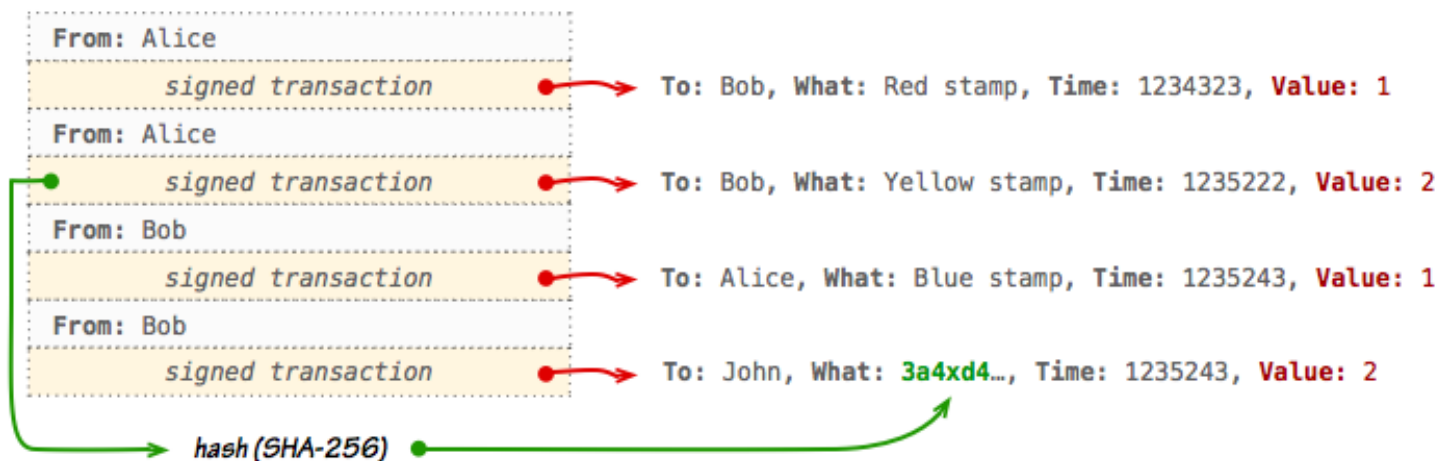 From: Alice
signed transaction To: Bob, What: Red stamp, Time: 1234323, Value: 1
From: Alice
signed transaction To: Bob, What: Yellow stamp, Time: 1235222, Value: 2
From: Bob
signed transaction To: Alice, What: Blue stamp, Time: 1235243, Value: 1
From: Bob
signed transaction To: John, What: 3a4xd4…, Time: 1235243, Value: 2
hash (SHA-256)